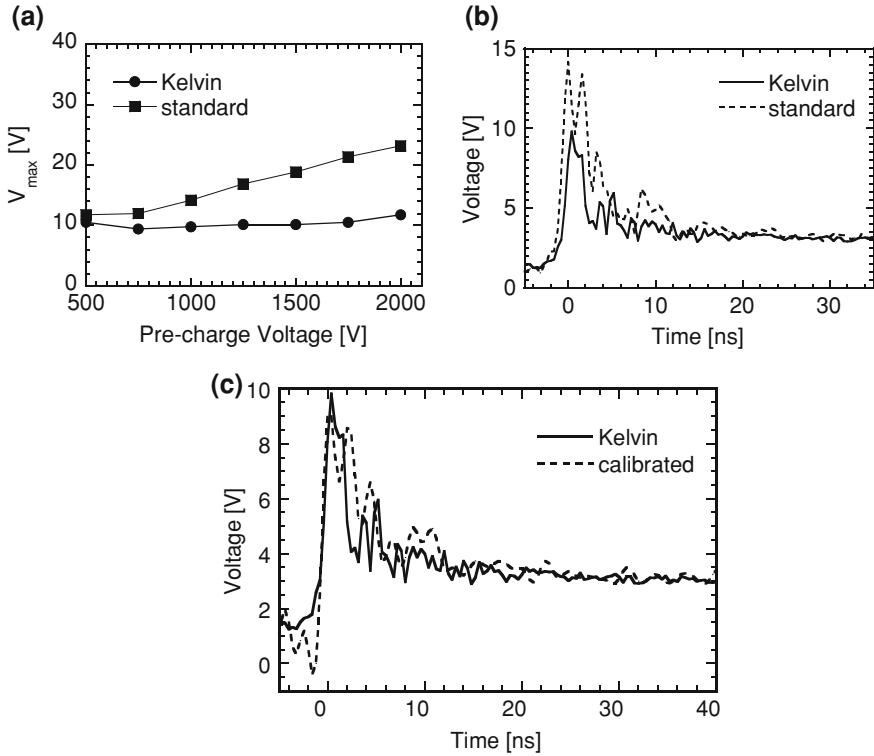 (a)
40
30
20
10
0
V max [V]
Kelvin
standard
500
1000
1500
2000
Pre-charge Voltage [V]
(b)
15
10
5
0
Voltage [V]
Kelvin
standard
0
10
20
30
Time [ns]
(c)
10
8
6
4
2
0
Voltage [V]
Kelvin
calibrated
0
10
20
30
40
Time [ns]